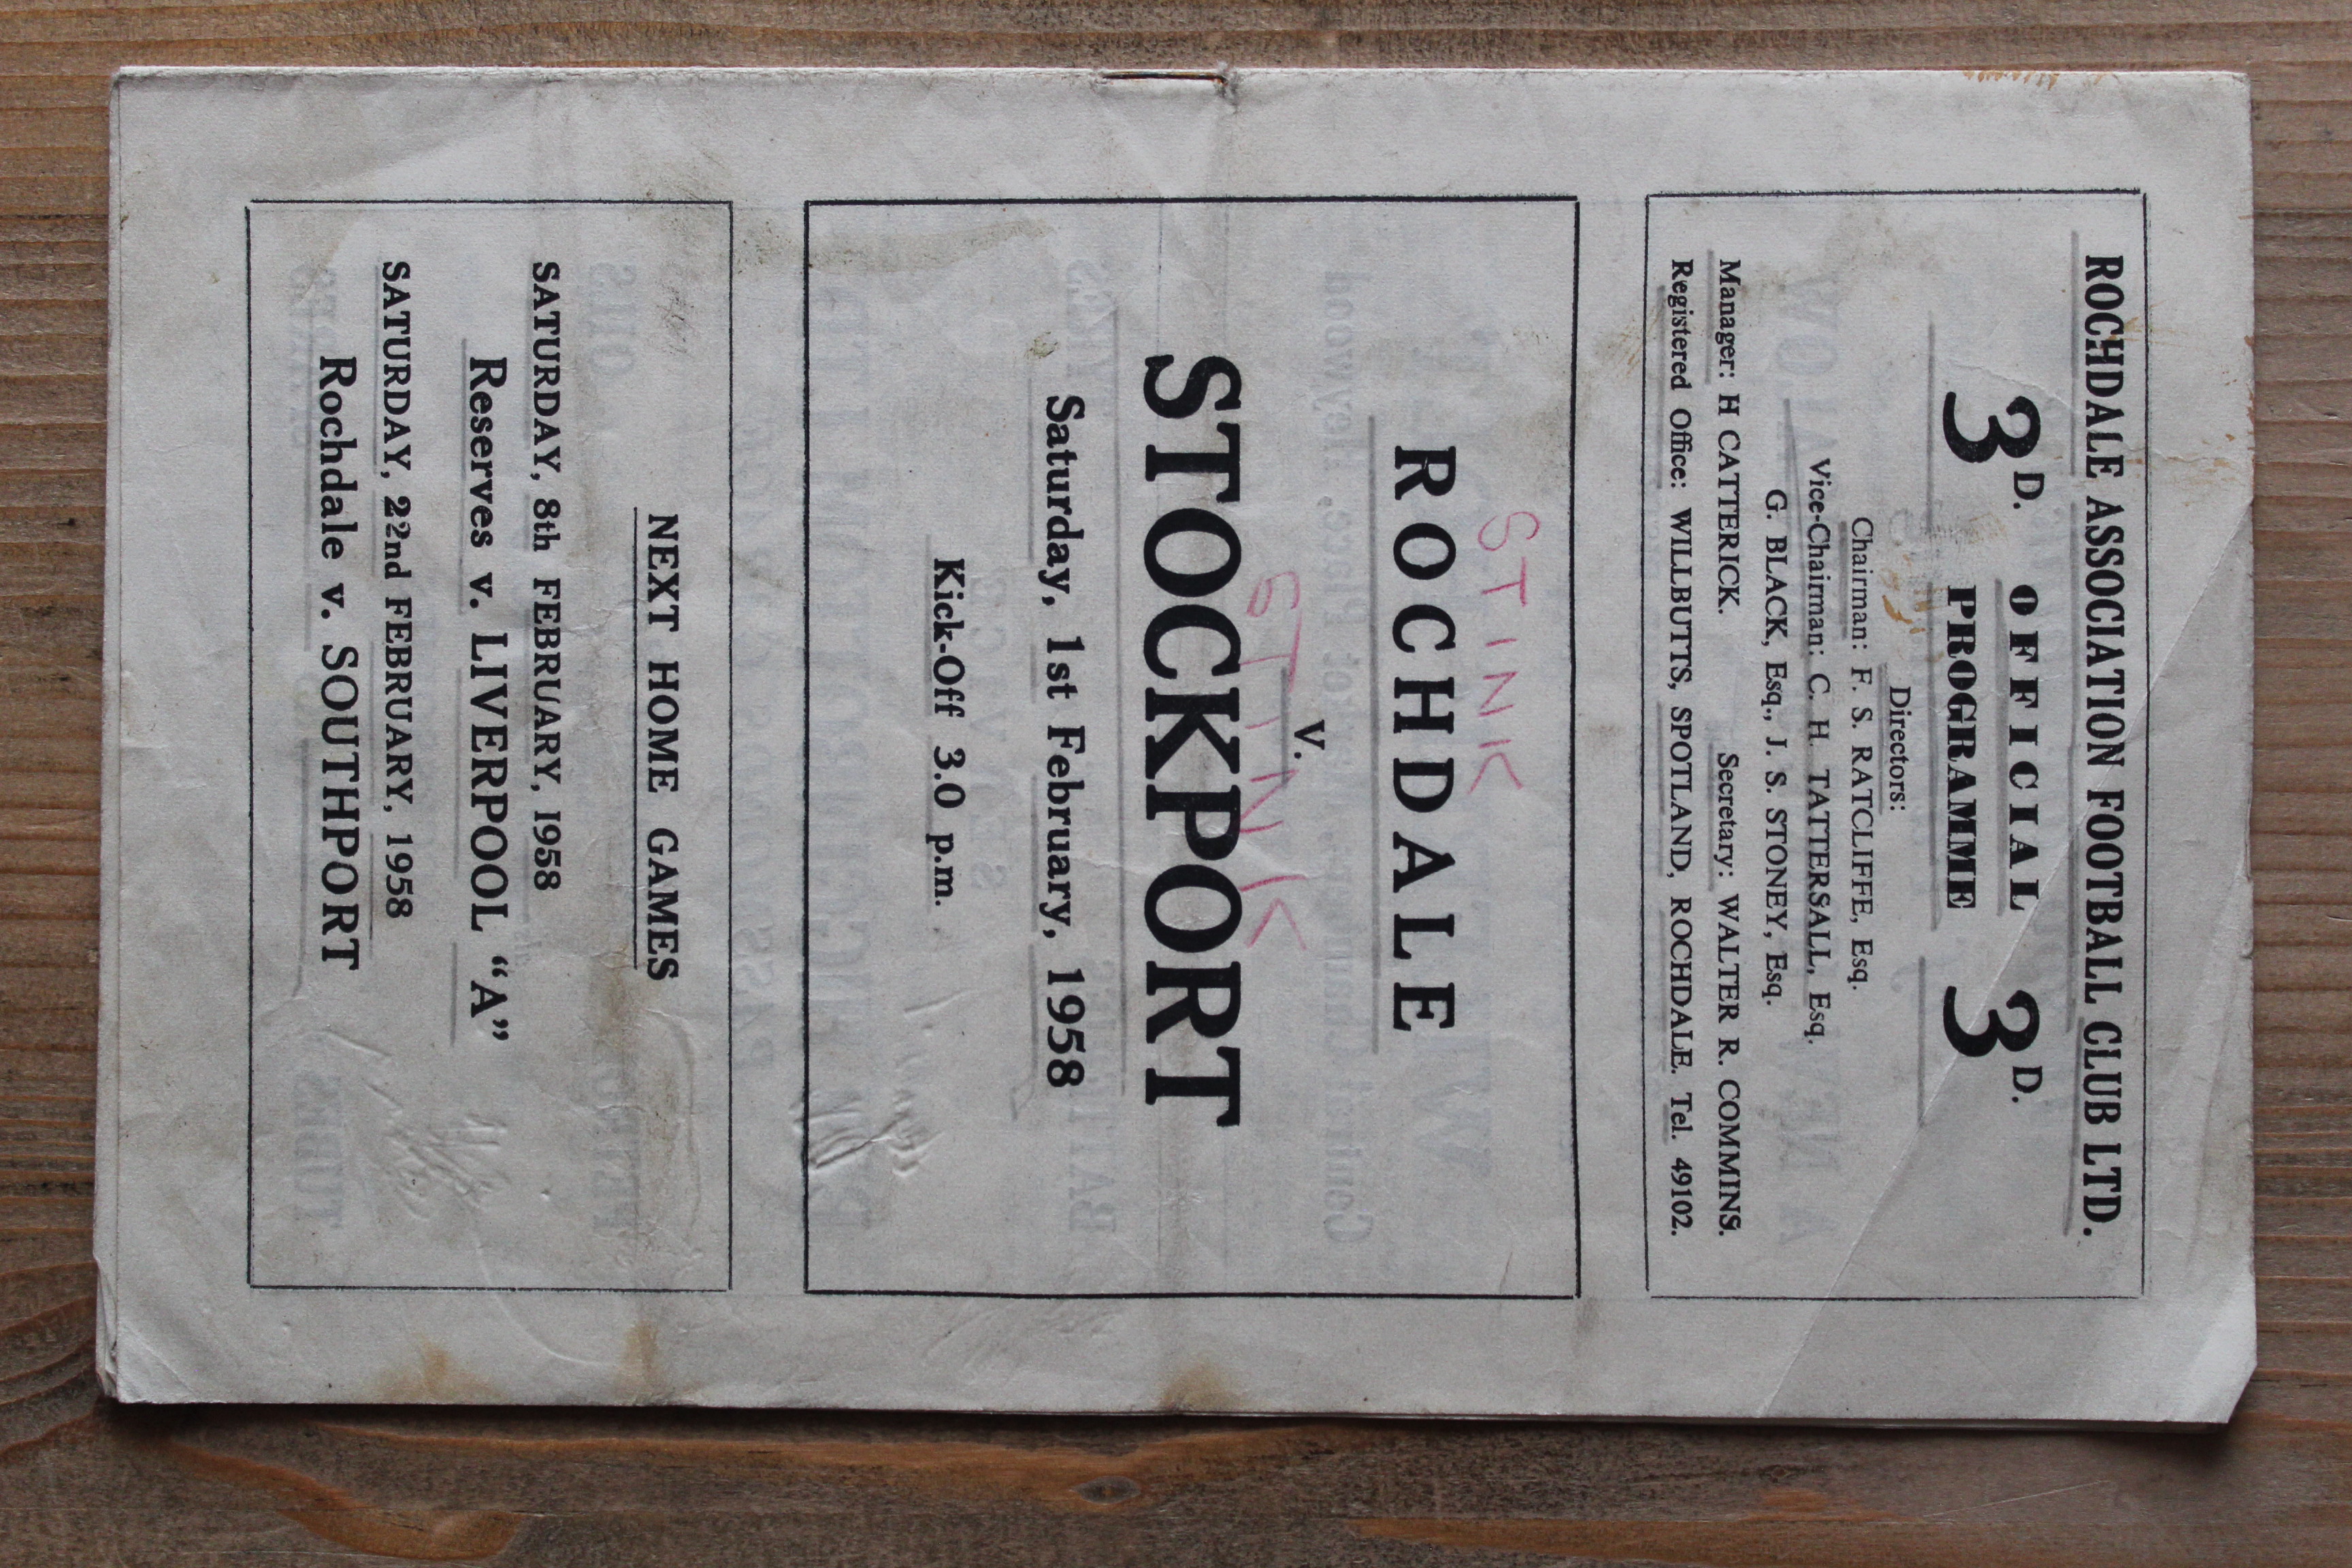 ROCHDALE ASSOCIATION FOOTBALL CLUB LTD.
3D. OFFICIAL PROGRAMME 3D.
Directors:
Chairman: F. S. RATCLIFFE, Esq.
Vice-Chairman: C. H. TATTERSALL, Esq.
G. BLACK, Esq., J. S. STONEY, Esq.
Manager: H CATTERICK. Secretary: WALTER R. COMMINS.
Registered Office: WILLBUTTS, SPOTLAND, ROCHDALE. Tel. 49102.
STINK
ROCHDALE
v.
STINK
STOCKPORT
Saturday, 1st February, 1958
Kick-Off 3.0 p.m.
NEXT HOME GAMES
SATURDAY, 8th FEBRUARY, 1958
Reserves v. LIVERPOOL “A”
SATURDAY, 22nd FEBRUARY, 1958
Rochdale v. SOUTHPORT